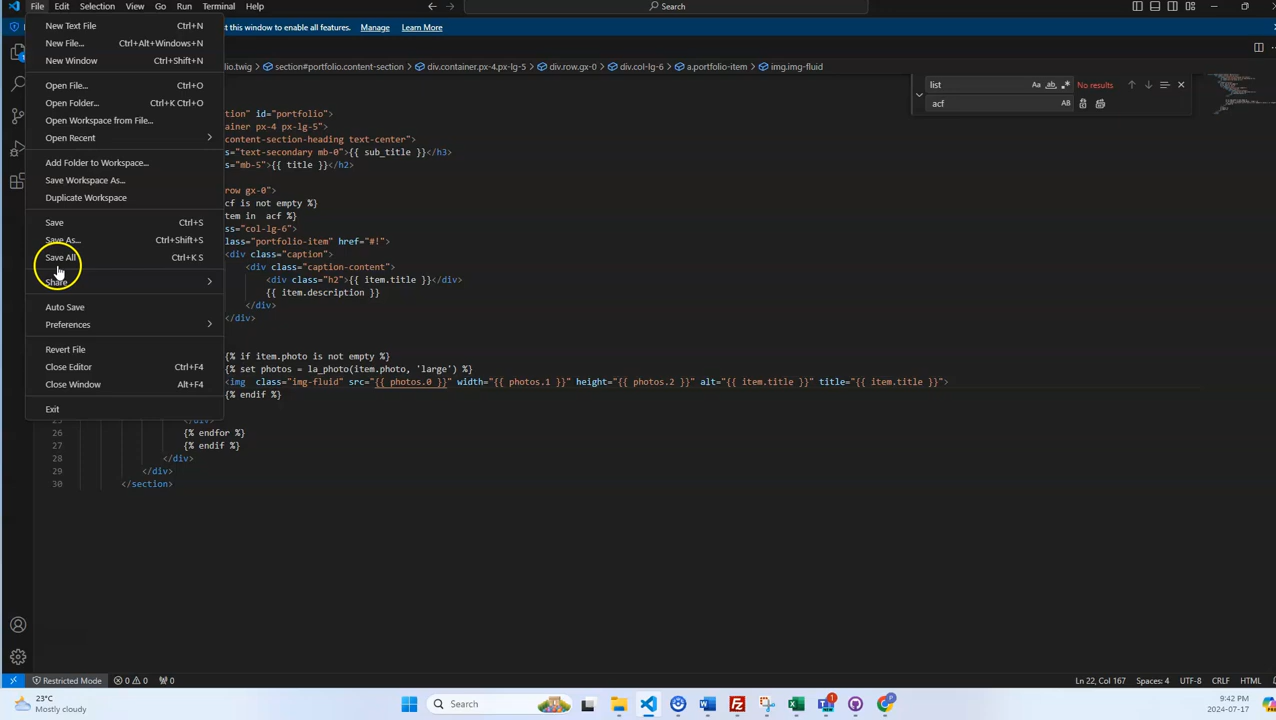 File Edit Selection View Go Run Terminal Help Search
this window to enable all features. Manage Learn More
New Text File Ctrl+N
New File... Ctrl+Alt+Windows+N
New Window Ctrl+Shift+N
Open File... Ctrl+O
Open Folder... Ctrl+K Ctrl+O
Open Workspace from File...
Open Recent
Add Folder to Workspace...
Save Workspace As...
Duplicate Workspace
Save Ctrl+S
Save As... Ctrl+Shift+S
Save All Ctrl+K S
Share
Auto Save
Preferences
Revert File
Close Editor Ctrl+F4
Close Window Alt+F4
Exit
io.twig section#portfolio.content-section div.container.px-4.px-lg-5 div.row.gx-0 div.col-lg-6 a.portfolio-item img.img-fluid
list Aa ab No results
acf AB
tion" id="portfolio">
ainer px-4 px-lg-5">
content-section-heading text-center">
s="text-secondary mb-0">{{ sub_title }}</h3>
s="mb-5">{{ title }}</h2>
row gx-0">
cf is not empty %}
tem in acf %}
s="col-lg-6">
lass="portfolio-item" href="#!">
<div class="caption">
<div class="caption-content">
<div class="h2">{{ item.title }}</div>
{{ item.description }}
</div>
</div>
{% if item.photo is not empty %}
{% set photos = la_photo(item.photo, 'large') %}
<img class="img-fluid" src="{{ photos.0 }}" width="{{ photos.1 }}" height="{{ photos.2 }}" alt="{{ item.title }}" title="{{ item.title }}">
{% endif %}
25 </div>
26 {% endfor %}
27 {% endif %}
28 </div>
29 </div>
30 </section>
Restricted Mode 0 0 0 Ln 22, Col 167 Spaces: 4 UTF-8 CRLF HTML
23°C
Mostly cloudy
Search
1
P
9:42 PM
2024-07-17